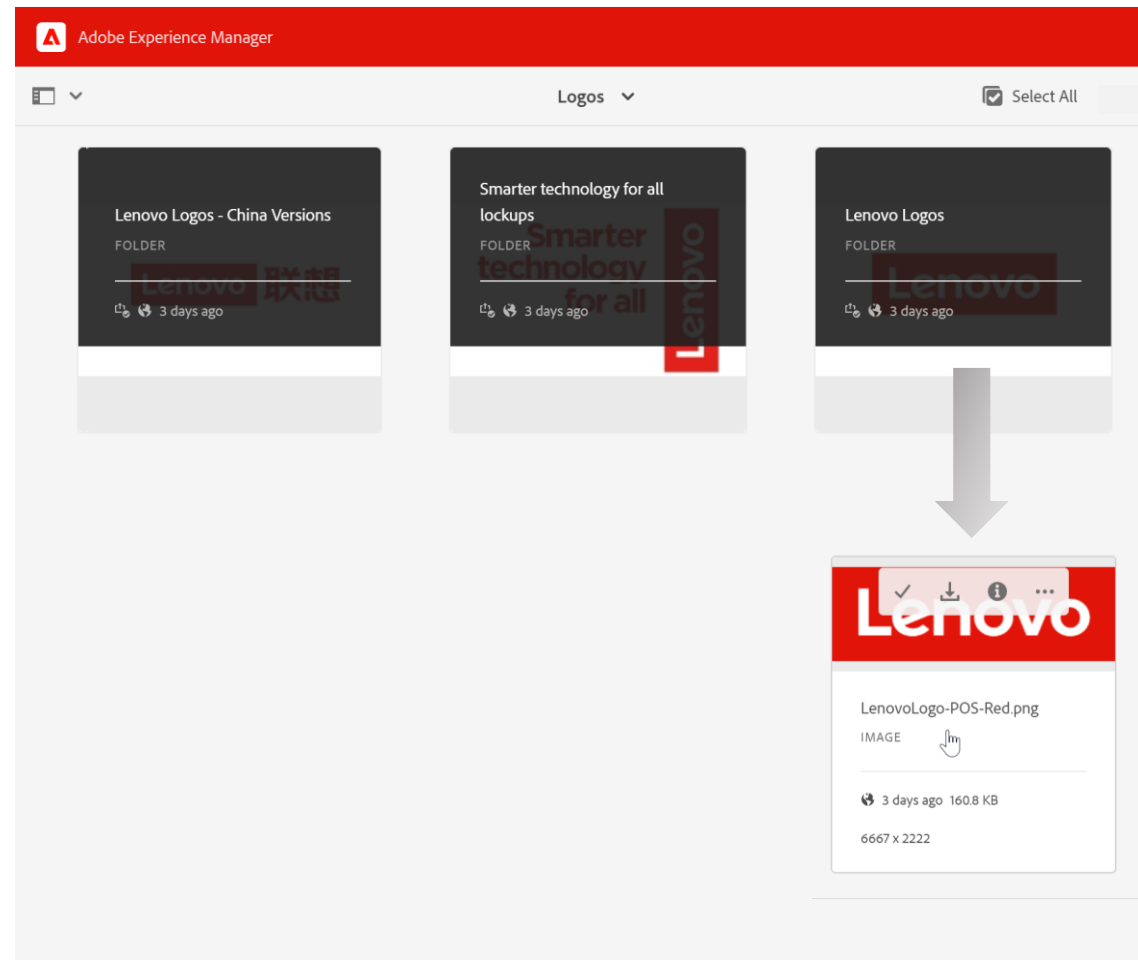 Adobe Experience Manager
Logos
Select All
Lenovo Logos - China Versions
FOLDER
Lenovo 联想
3 days ago
Smarter technology for all
lockups
FOLDER
Smarter
technology
for all
Lenovo
3 days ago
Lenovo Logos
FOLDER
Lenovo
3 days ago
Lenovo
LenovoLogo-POS-Red.png
IMAGE
3 days ago 160.8 KB
6667 x 2222